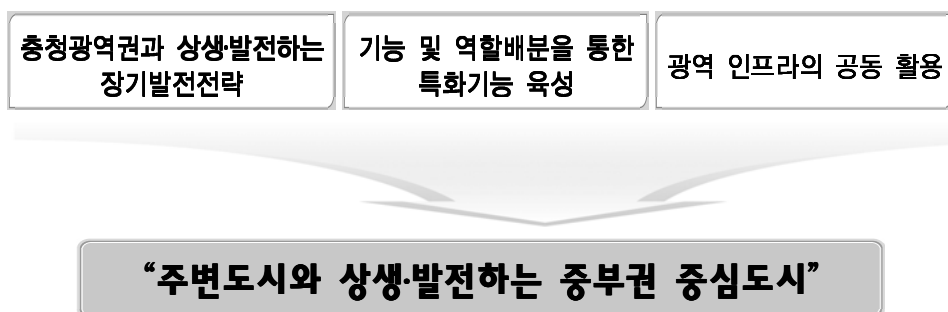 충청광역권과 상생·발전하는
장기발전전략
기능 및 역할배분을 통한
특화기능 육성
광역 인프라의 공동 활용
“주변도시와 상생·발전하는 중부권 중심도시”